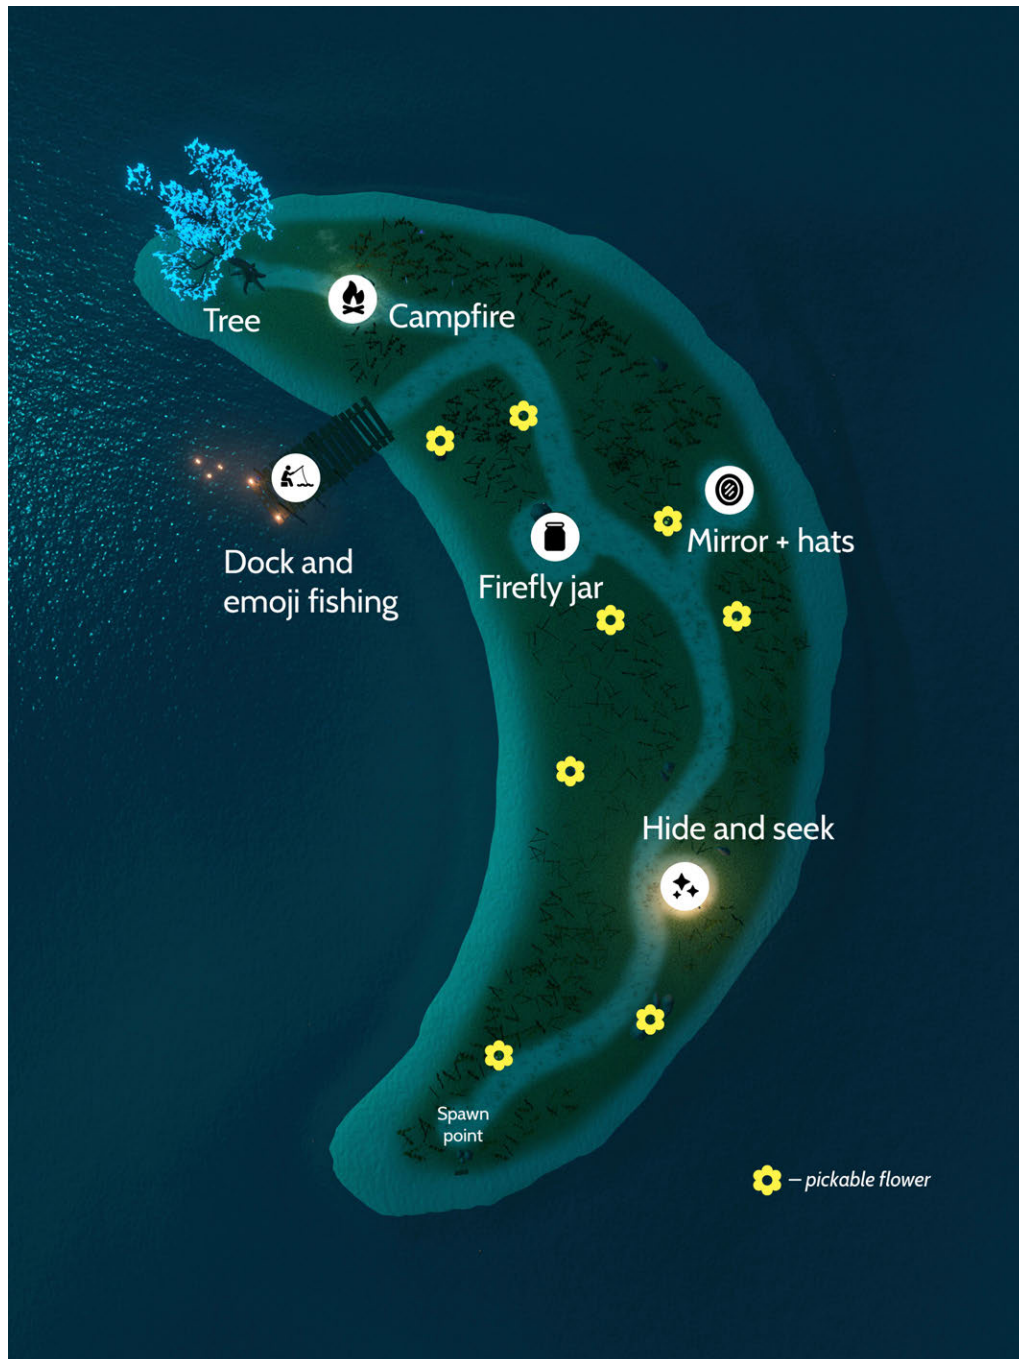 Tree
Campfire
Dock and
emoji fishing
Firefly jar
Mirror + hats
Hide and seek
Spawn
point
– pickable flower